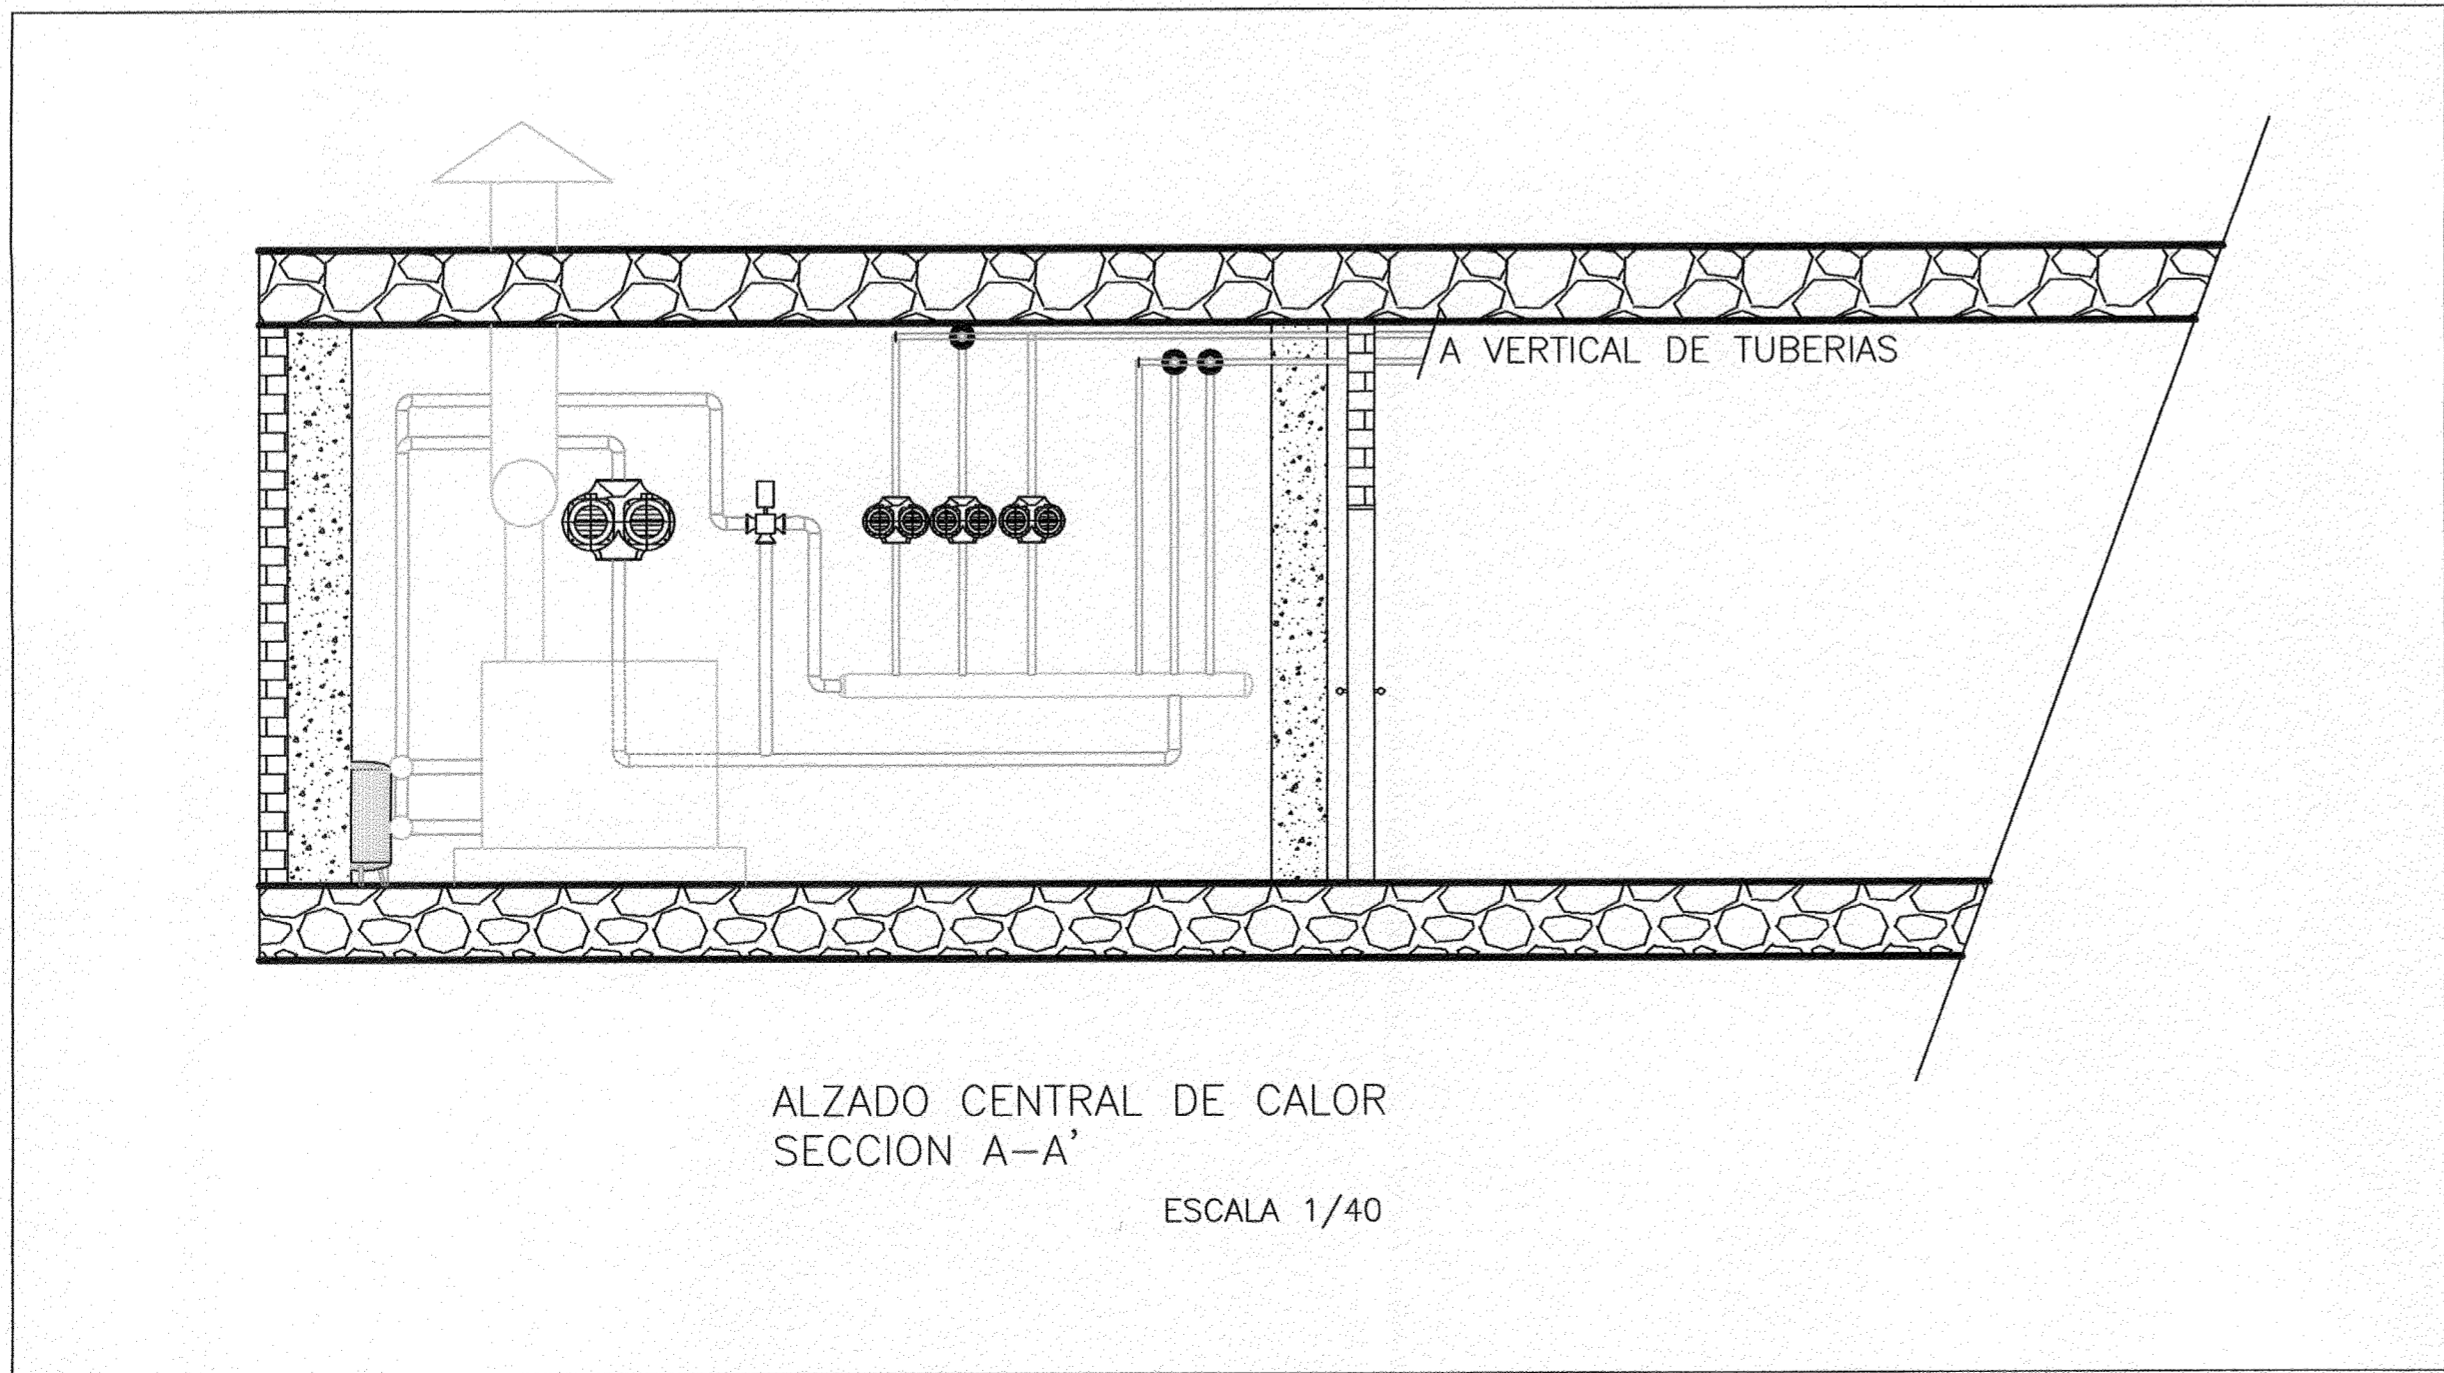 A VERTICAL DE TUBERIAS
ALZADO CENTRAL DE CALOR
SECCION A-A'
ESCALA 1/40